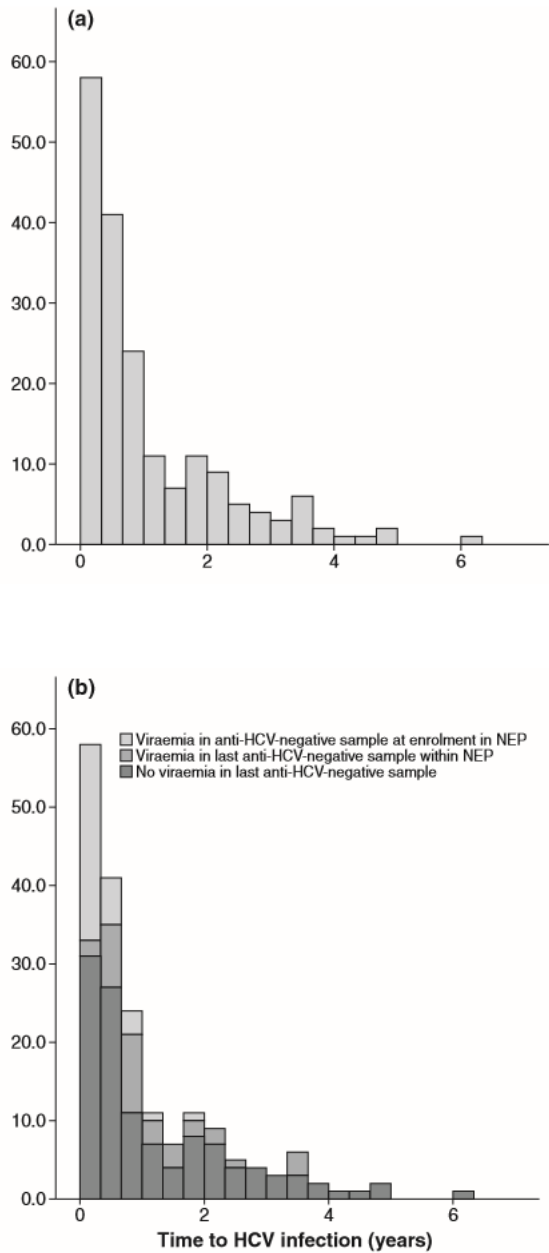 (a)
60.0
50.0
40.0
30.0
20.0
10.0
0.0
0 2 4 6
(b)
60.0
50.0
40.0
30.0
20.0
10.0
0.0
Viraemia in anti-HCV-negative sample at enrolment in NEP
Viraemia in last anti-HCV-negative sample within NEP
No viraemia in last anti-HCV-negative sample
0 2 4 6
Time to HCV infection (years)